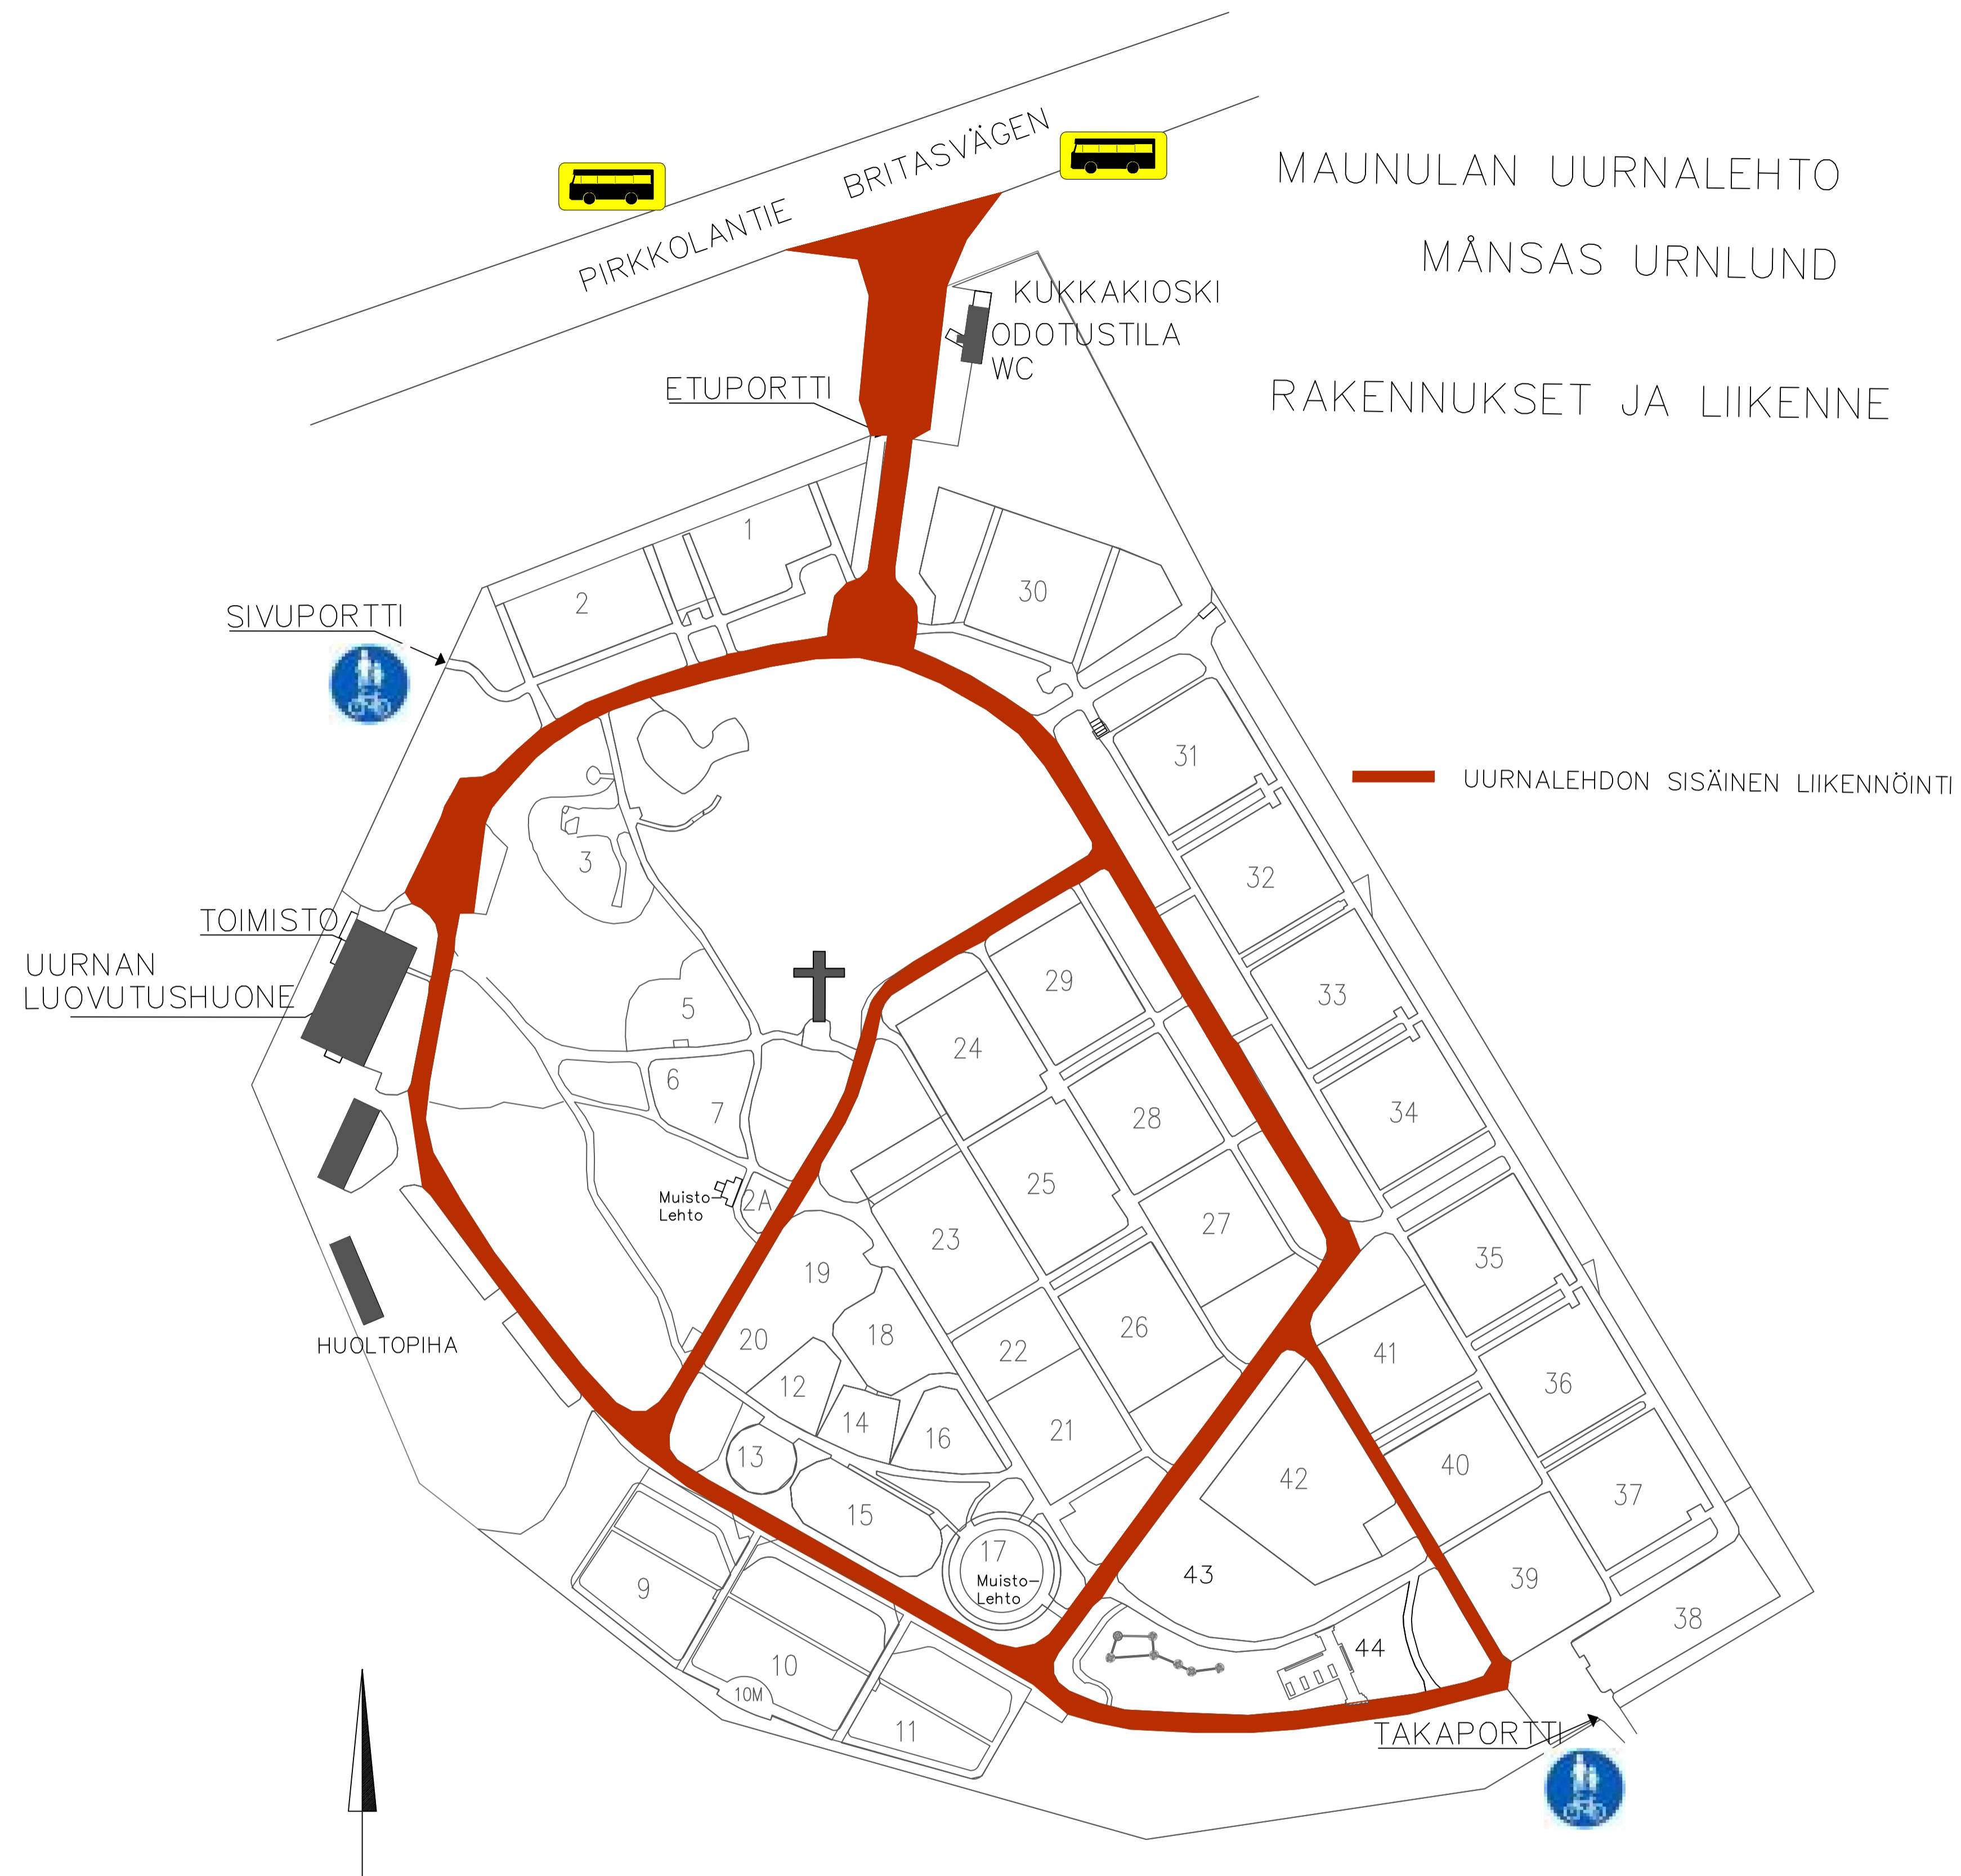 PIRKKOLANTIE BRITASVÄGEN
MAUNULAN UURNALEHTO
MÅNSAS URNLUND
RAKENNUKSET JA LIIKENNE
KUKKAKIOSKI
ODOTUSTILA
WC
ETUPORTTI
1
2
30
SIVUPORTTI
31
UURNALEHDON SISÄINEN LIIKENNÖINTI
3
32
TOIMISTO
UURNAN
LUOVUTUSHUONE
5
29
33
24
6
7
28
34
Muisto-
Lehto
2A
25
23
27
35
19
20
18
22
26
41
36
HUOLTOPIHA
12
14
16
21
13
15
42
40
37
17
Muisto-
Lehto
43
39
9
10
10M
11
44
38
TAKAPORTTI